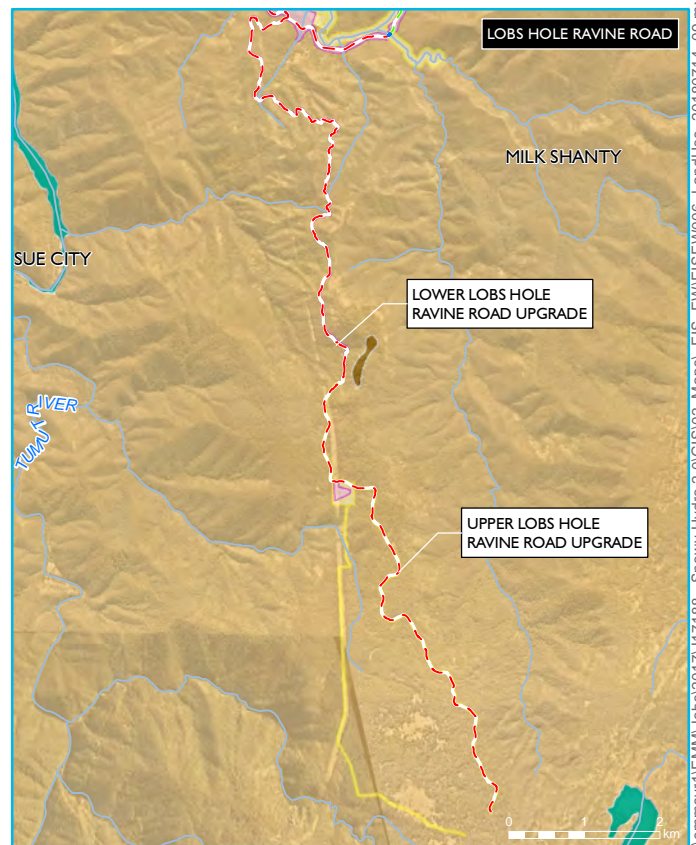 LOBS HOLE RAVINE ROAD
MILK SHANTY
SUE CITY
LOWER LOBS HOLE
RAVINE ROAD UPGRADE
TUMUT RIVER
UPPER LOBS HOLE
RAVINE ROAD UPGRADE
0 1 2
km